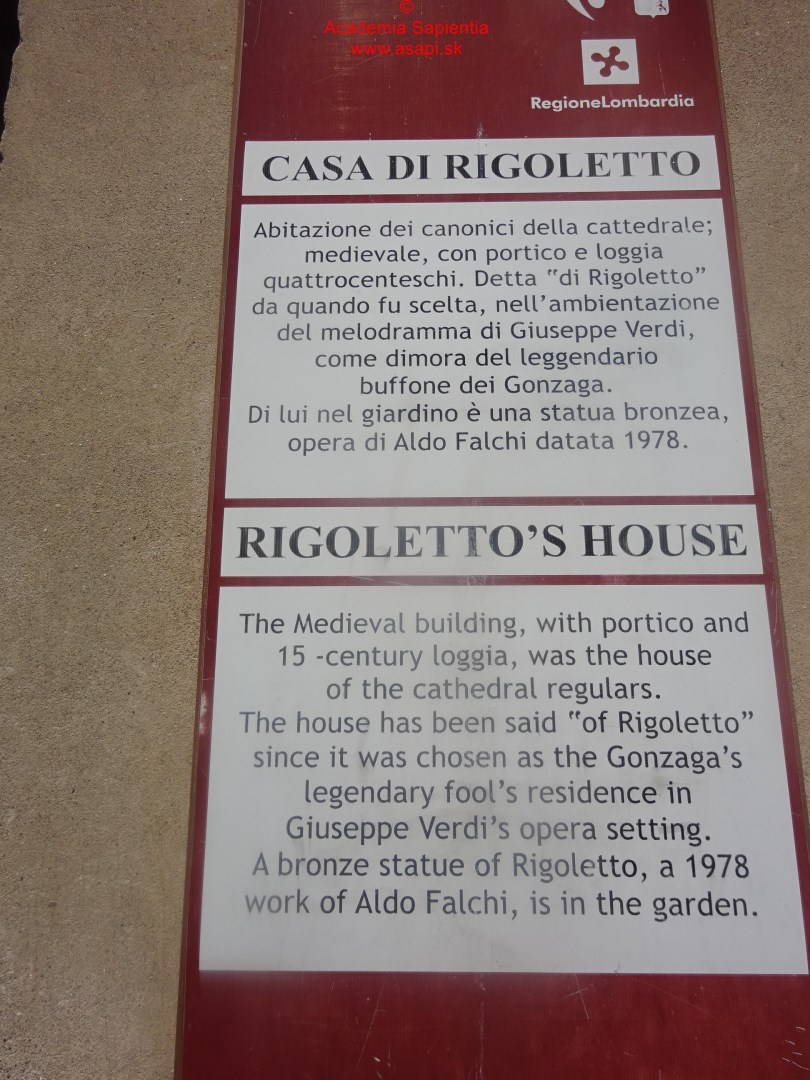 ©
Academia Sapientia
www.asapi.sk
RegioneLombardia
CASA DI RIGOLETTO
Abitazione dei canonici della cattedrale;
medievale, con portico e loggia
quattrocenteschi. Detta "di Rigoletto"
da quando fu scelta, nell'ambientazione
del melodramma di Giuseppe Verdi,
come dimora del leggendario
buffone dei Gonzaga.
Di lui nel giardino è una statua bronzea,
opera di Aldo Falchi datata 1978.
RIGOLETTO'S HOUSE
The Medieval building, with portico and
15 -century loggia, was the house
of the cathedral regulars.
The house has been said "of Rigoletto"
since it was chosen as the Gonzaga's
legendary fool's residence in
Giuseppe Verdi's opera setting.
A bronze statue of Rigoletto, a 1978
work of Aldo Falchi, is in the garden.